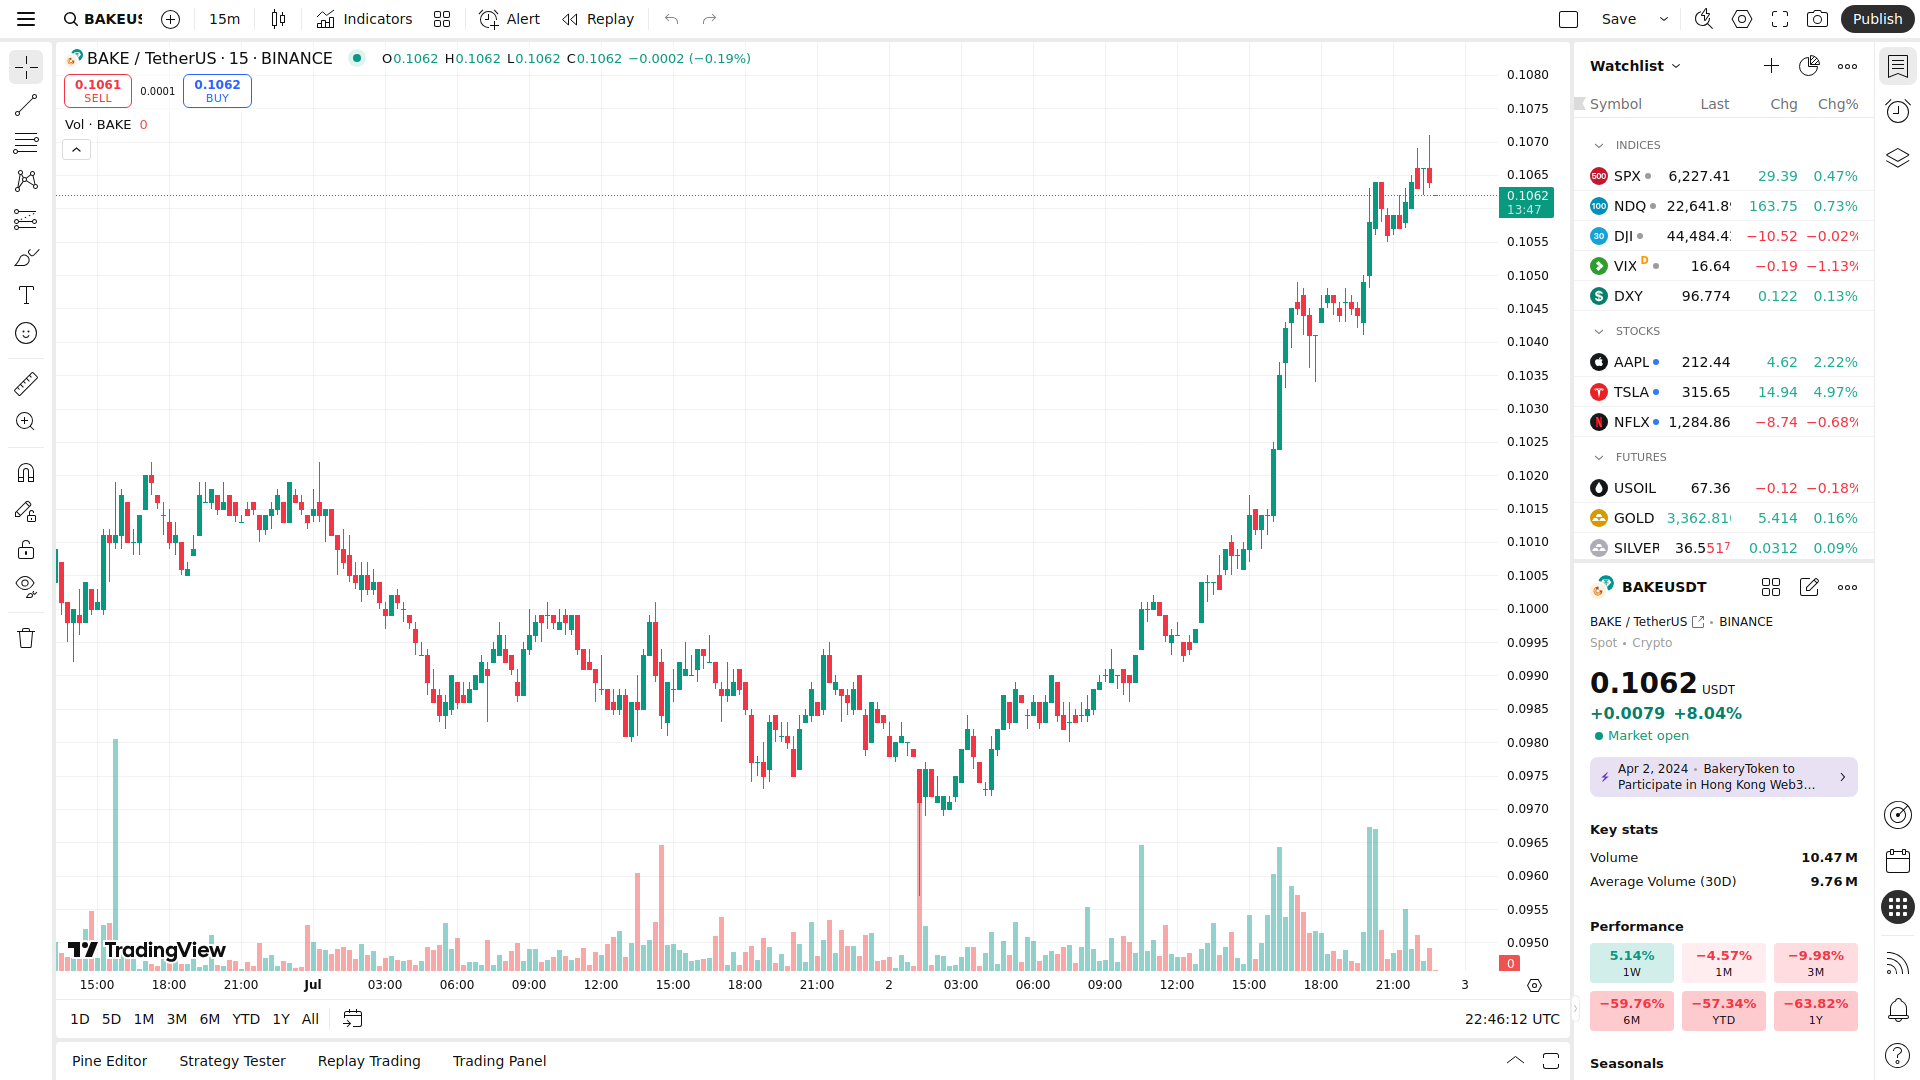 BAKEUS 15m Indicators Alert Replay Save Publish
BAKE / TetherUS · 15 · BINANCE O0.1062 H0.1062 L0.1062 C0.1062 −0.0002 (−0.19%)
0.1061 SELL 0.0001 0.1062 BUY
Vol · BAKE 0
0.1080
0.1075
0.1070
0.1065
0.1062
13:47
0.1055
0.1050
0.1045
0.1040
0.1035
0.1030
0.1025
0.1020
0.1015
0.1010
0.1005
0.1000
0.0995
0.0990
0.0985
0.0980
0.0975
0.0970
0.0965
0.0960
0.0955
0.0950
0
TradingView
15:00 18:00 21:00 Jul 03:00 06:00 09:00 12:00 15:00 18:00 21:00 2 03:00 06:00 09:00 12:00 15:00 18:00 21:00 3
1D 5D 1M 3M 6M YTD 1Y All 22:46:12 UTC
Pine Editor Strategy Tester Replay Trading Trading Panel
Watchlist
Symbol Last Chg Chg%
INDICES
500 SPX 6,227.41 29.39 0.47%
100 NDQ 22,641.8 163.75 0.73%
30 DJI 44,484.4 −10.52 −0.02%
VIX D 16.64 −0.19 −1.13%
$ DXY 96.774 0.122 0.13%
STOCKS
AAPL 212.44 4.62 2.22%
TSLA 315.65 14.94 4.97%
N NFLX 1,284.86 −8.74 −0.68%
FUTURES
USOIL 67.36 −0.12 −0.18%
GOLD 3,362.81 5.414 0.16%
SILVER 36.5517 0.0312 0.09%
BAKEUSDT
BAKE / TetherUS • BINANCE
Spot • Crypto
0.1062 USDT
+0.0079 +8.04%
Market open
Apr 2, 2024 • BakeryToken to
Participate in Hong Kong Web3…
Key stats
Volume 10.47 M
Average Volume (30D) 9.76 M
Performance
5.14% −4.57% −9.98%
1W 1M 3M
−59.76% −57.34% −63.82%
6M YTD 1Y
Seasonals